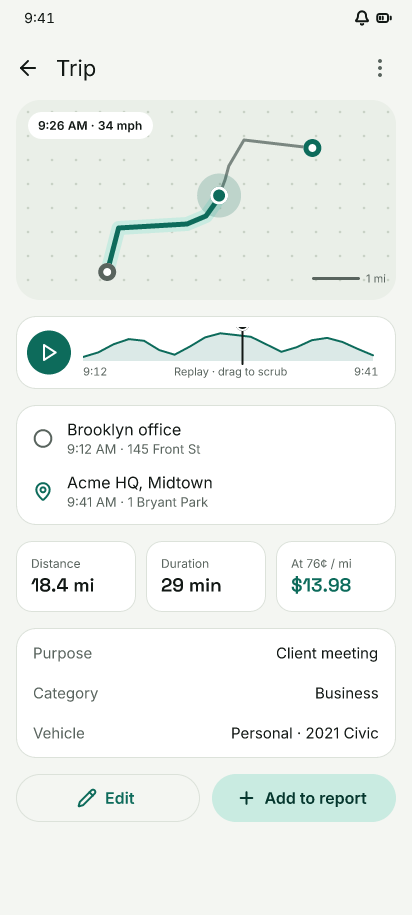 9:41
Trip
9:26 AM · 34 mph
1 mi
9:12
Replay · drag to scrub
9:41
Brooklyn office
9:12 AM · 145 Front St
Acme HQ, Midtown
9:41 AM · 1 Bryant Park
Distance
18.4 mi
Duration
29 min
At 76¢ / mi
$13.98
Purpose
Client meeting
Category
Business
Vehicle
Personal · 2021 Civic
Edit
Add to report